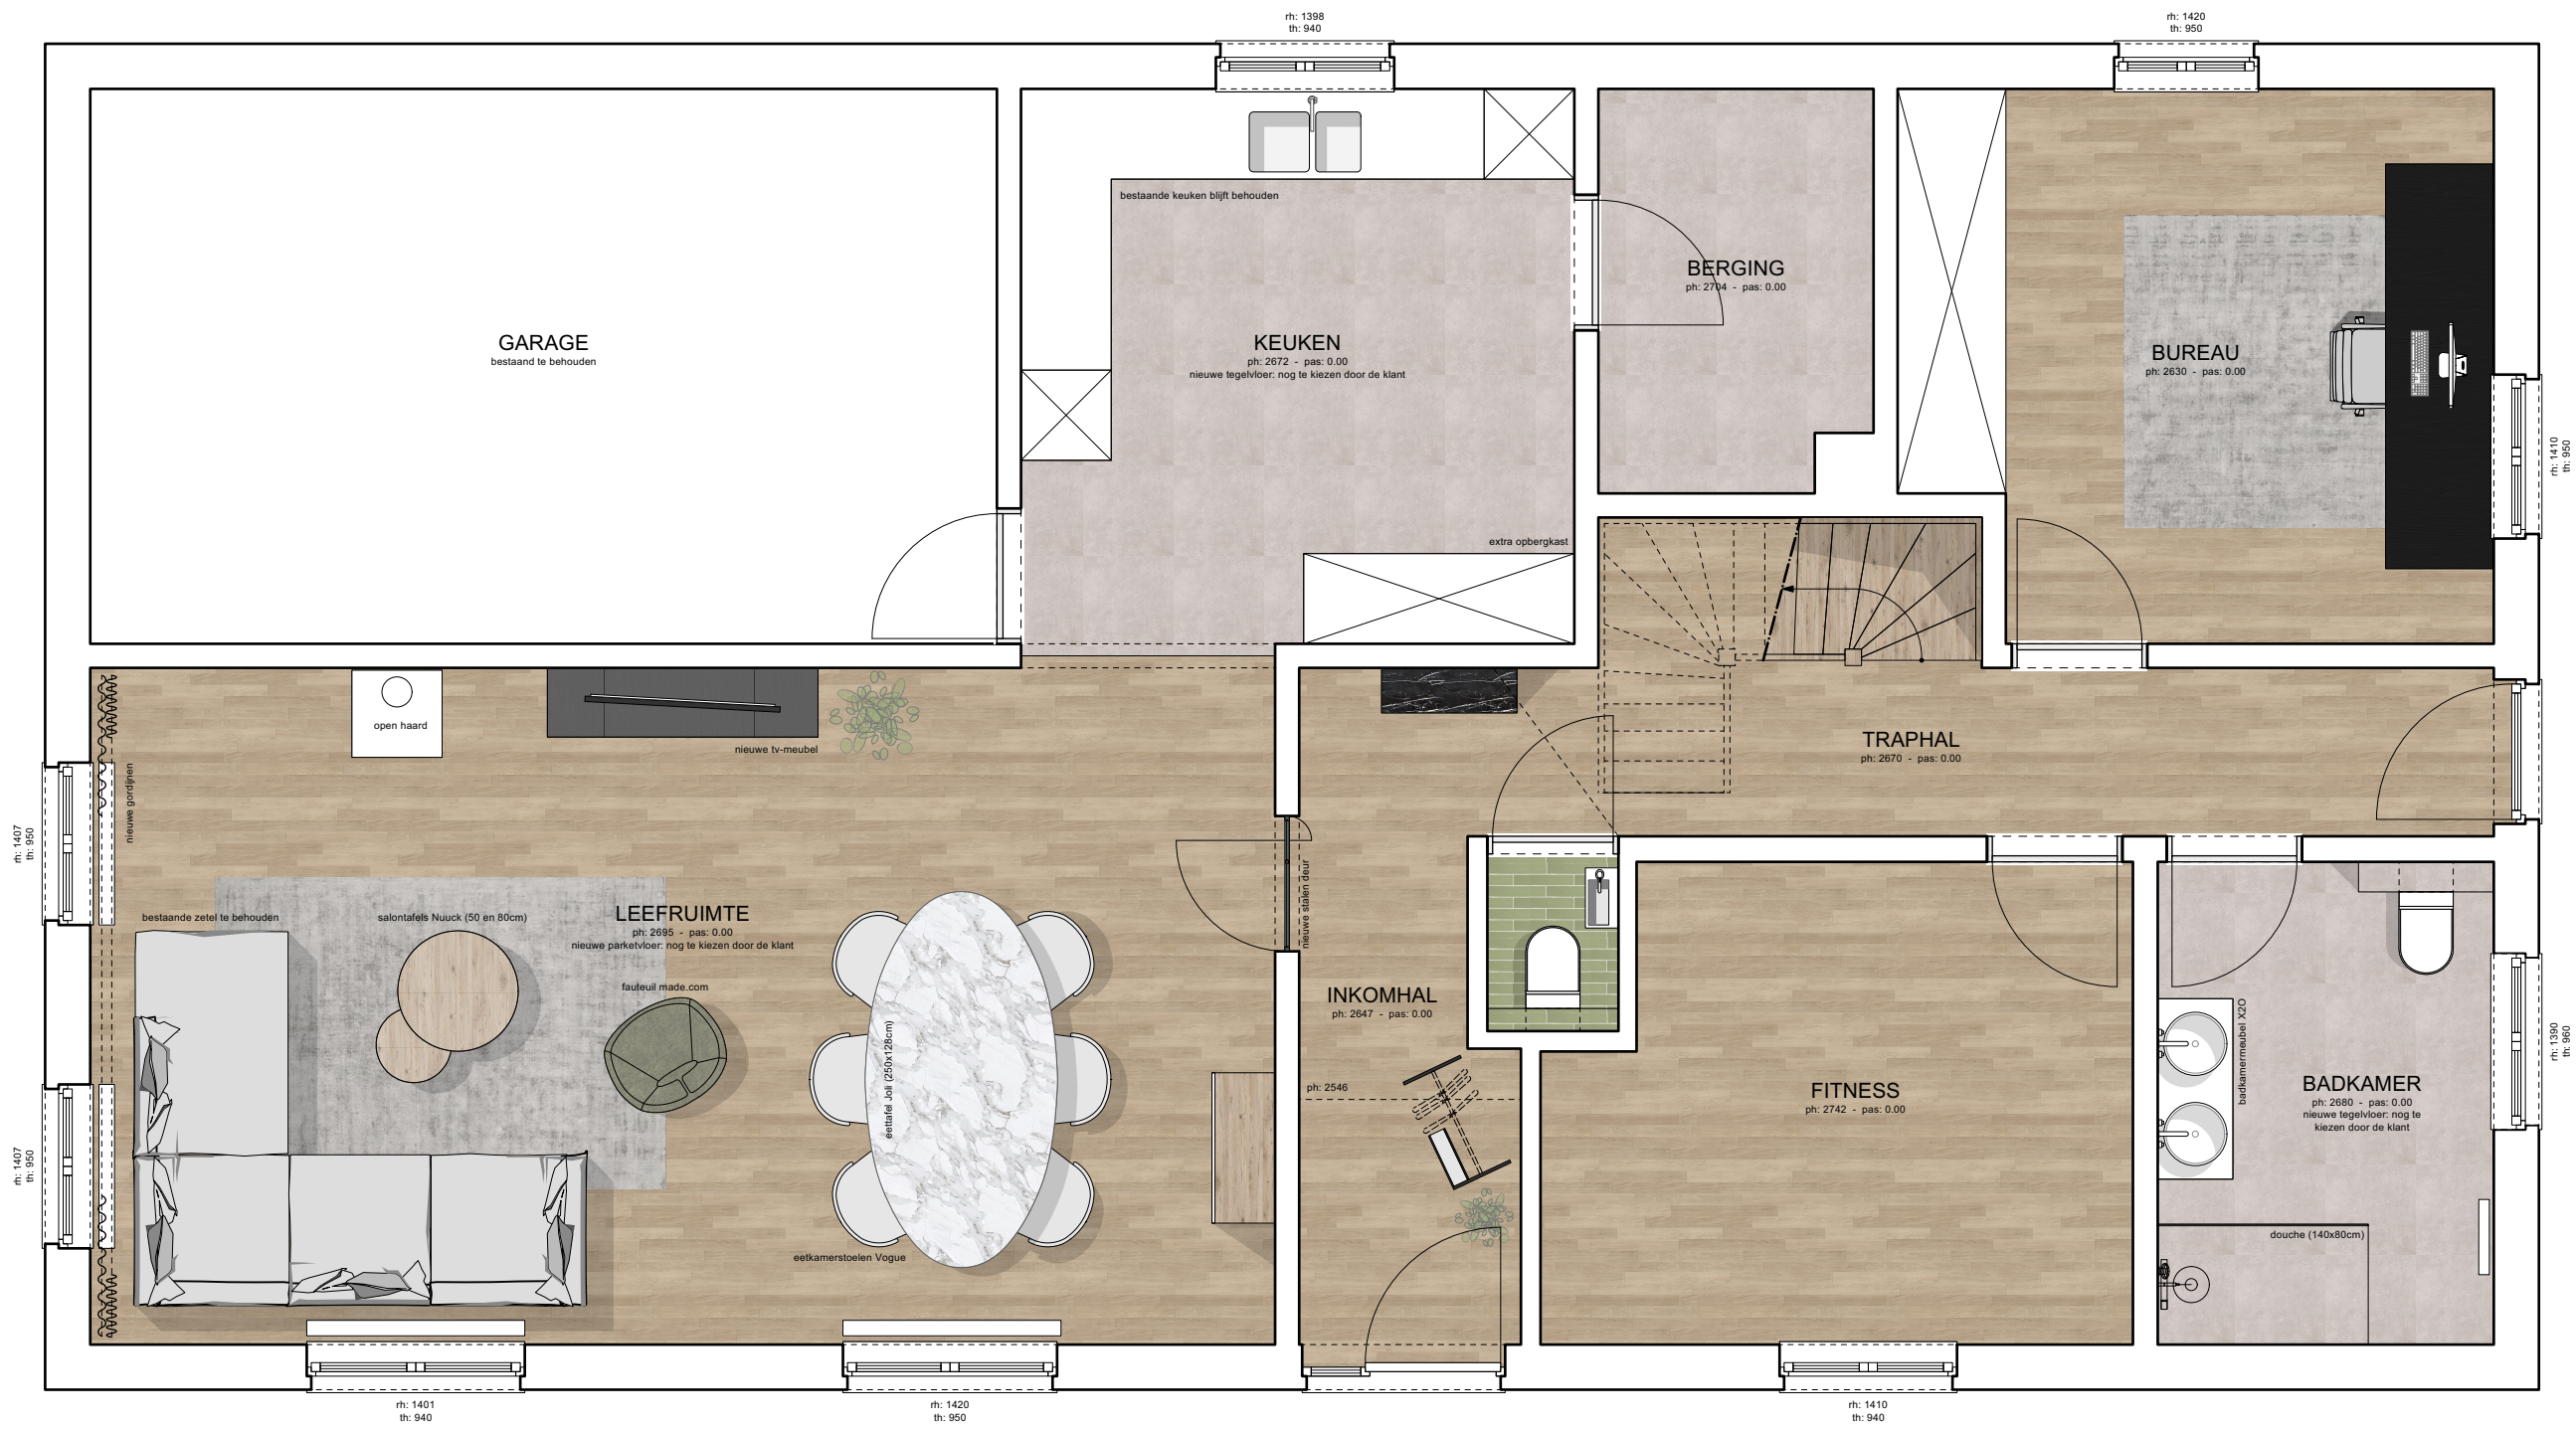 rh: 1398
th: 940
rh: 1420
th: 950
GARAGE
bestaand te behouden
bestaande keuken blijft behouden
KEUKEN
ph: 2672 - pas: 0.00
nieuwe tegelvloer: nog te kiezen door de klant
extra opbergkast
BERGING
ph: 2704 - pas: 0.00
BUREAU
ph: 2630 - pas: 0.00
rh: 1410
th: 950
open haard
nieuwe tv-meubel
nieuwe gordijnen
rh: 1407
th: 950
TRAPHAL
ph: 2670 - pas: 0.00
bestaande zetel te behouden
salontafels Nuuck (50 en 80cm)
LEEFRUIMTE
ph: 2695 - pas: 0.00
nieuwe parketvloer: nog te kiezen door de klant
fauteuil made.com
eettafel Joli (250x128cm)
eetkamerstoelen Vogue
nieuwe stalen deur
INKOMHAL
ph: 2647 - pas: 0.00
ph: 2546
FITNESS
ph: 2742 - pas: 0.00
badkamermeubel X2O
BADKAMER
ph: 2680 - pas: 0.00
nieuwe tegelvloer: nog te
kiezen door de klant
douche (140x80cm)
rh: 1390
th: 960
rh: 1407
th: 950
rh: 1401
th: 940
rh: 1420
th: 950
rh: 1410
th: 940